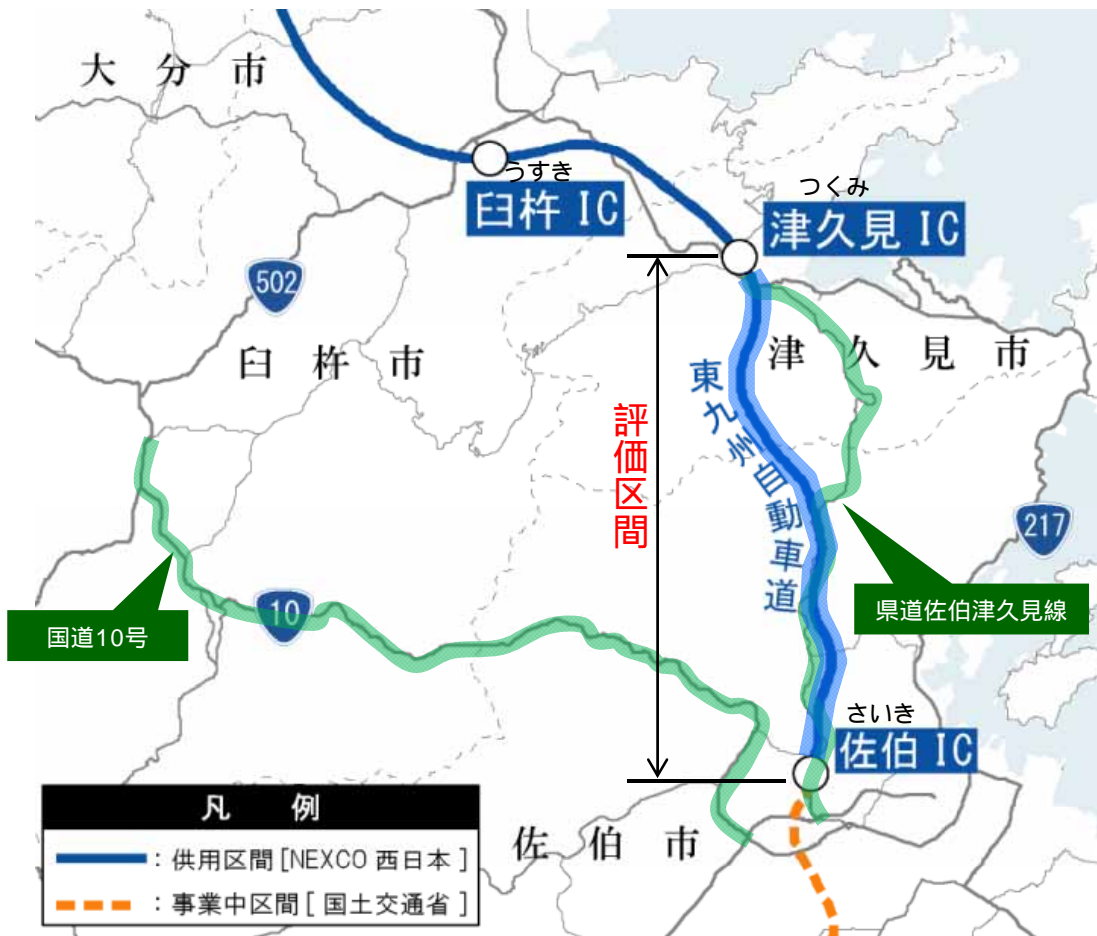 大分市
うすき
臼杵 IC
つくみ
津久見 IC
502
臼杵市
津久見市
東九州自動車道
評価区間
217
10
国道10号
県道佐伯津久見線
さいき
佐伯 IC
佐伯市
凡例
：供用区間[NEXCO 西日本]
：事業中区間[国土交通省]